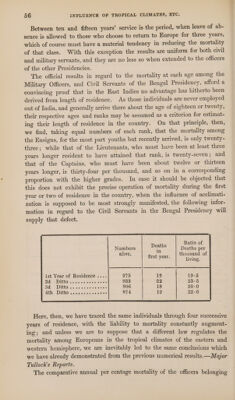 56 INFLUENCE OF TROPICAL CLIMATES, ETC.
Between ten and fifteen years' service is the period, when leave of ab-
sence is allowed to those who choose to return to Europe for three years,
which of course must have a material tendency in reducing the mortality
of that class. With this exception the results are uniform for both civil
and military servants, and they are no less so when extended to the officers
of the other Presidencies.
The official results in regard to the mortality at each age among the
Military Officers, and Civil Servants of the Bengal Presidency, afford a
convincing proof that in the East Indies no advantage has hitherto been
derived from length of residence. As those individuals are never employed
out of India, and generally arrive there about the age of eighteen or twenty,
their respective ages and ranks may be assumed as a criterion for estimat-
ing their length of residence in the country. On that principle, then,
we find, taking equal numbers of each rank, that the mortality among
the Ensigns, for the most part youths but recently arrived, is only twenty-
three; while that of the Lieutenants, who must have been at least three
years longer resident to have attained that rank, is twenty-seven; and
that of the Captains, who must have been about twelve or thirteen
years longer, is thirty-four per thousand, and so on in a corresponding
proportion with the higher grades. In case it should be objected that
this does not exhibit the precise operation of mortality during the first
year or two of residence in the country, when the influence of acclimati-
zation is supposed to be most strongly manifested, the following infor-
mation in regard to the Civil Servants in the Bengal Presidency will
supply that defect.
Numbers alive. Deaths in first year. Ratio of Deaths per thousand of living.
1st Year of Residence .... 975 19 19·5
2d Ditto .............. 933 22 23·5
3d Ditto .............. 906 18 20·0
4th Ditto .............. 874 19 22·0
Here, then, we have traced the same individuals through four successive
years of residence, with the liability to mortality constantly augment-
ing; and unless we are to suppose that a different law regulates the
mortality among Europeans in the tropical climates of the eastern and
western hemisphere, we are inevitably led to the same conclusions which
we have already demonstrated from the previous numerical results.—Major
Tulloch's Reports.
The comparative annual per centage mortality of the officers belonging